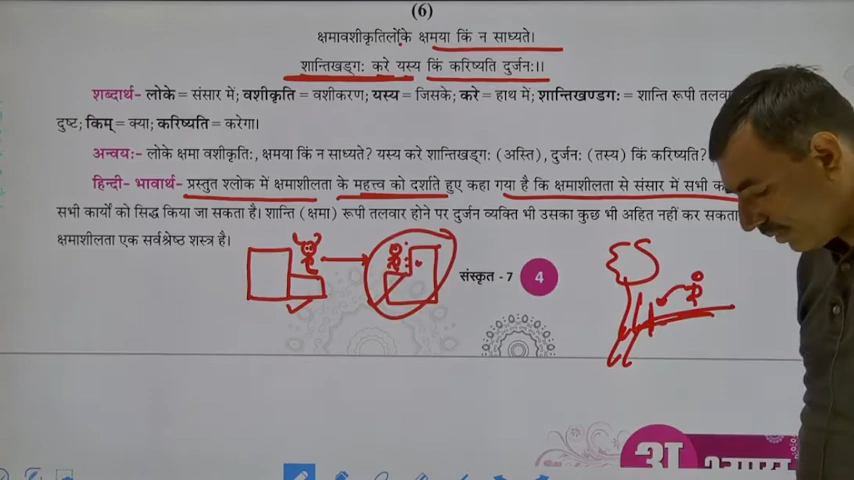 (6)
क्षमावशीकृतिर्लोके क्षमया किं न साध्यते।
शान्तिखड्गः करे यस्य किं करिष्यति दुर्जनः।।
शब्दार्थ- लोके = संसार में; वशीकृति = वशीकरण; यस्य = जिसके; करे = हाथ में; शान्तिखण्डगः = शान्ति रूपी तलवार
दुष्ट; किम् = क्या; करिष्यति = करेगा।
अन्वयः- लोके क्षमा वशीकृतिः, क्षमया किं न साध्यते? यस्य करे शान्तिखड्गः (अस्ति), दुर्जनः (तस्य) किं करिष्यति?
हिन्दी- भावार्थ- प्रस्तुत श्लोक में क्षमाशीलता के महत्त्व को दर्शाते हुए कहा गया है कि क्षमाशीलता से संसार में सभी
सभी कार्यों को सिद्ध किया जा सकता है। शान्ति (क्षमा) रूपी तलवार होने पर दुर्जन व्यक्ति भी उसका कुछ भी अहित नहीं कर सकता
क्षमाशीलता एक सर्वश्रेष्ठ शस्त्र है।
संस्कृत - 7 4